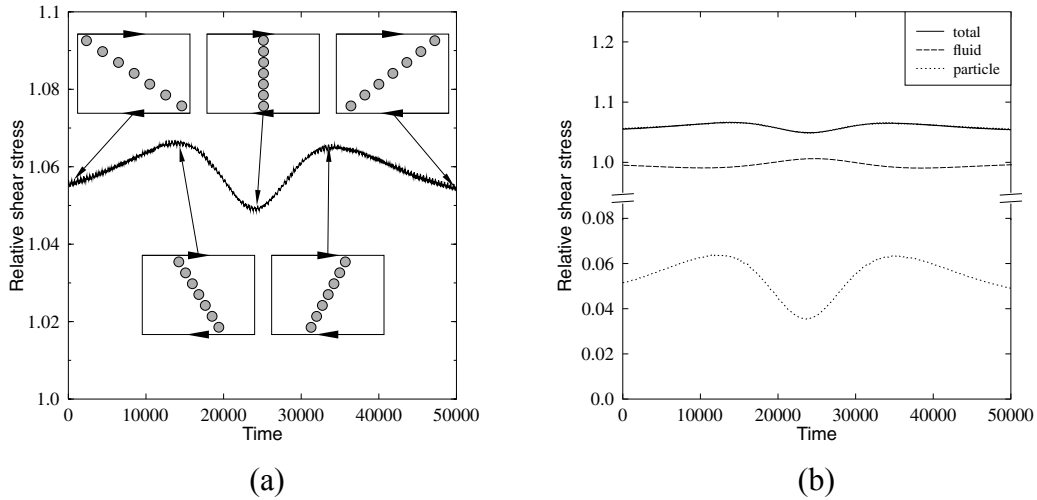 1.1
1.08
1.06
1.04
1.02
1.0
Relative shear stress
0 10000 20000 30000 40000 50000
Time
(a)
total
fluid
particle
1.2
1.1
1.0
0.08
0.06
0.04
0.02
0.0
Relative shear stress
0 10000 20000 30000 40000 50000
Time
(b)